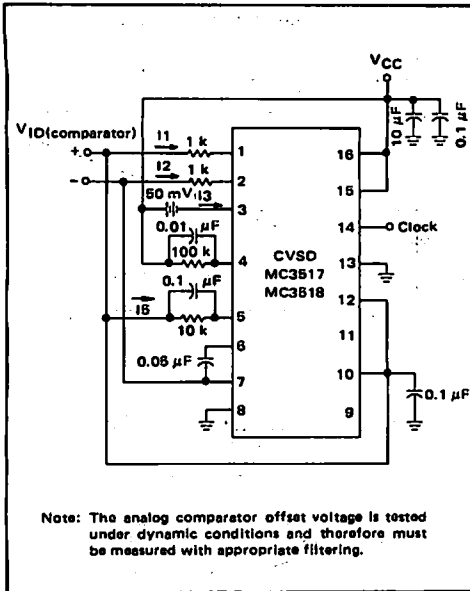 VCC
10 µF
0.1 µF
VID(comparator)
+
I1
1 k
1
16
-
I2
1 k
2
15
50 mV
I3
3
14
Clock
0.01 µF
100 k
4
CVSD
MC3517
MC3518
13
0.1 µF
12
I5
10 k
5
11
6
0.05 µF
7
10
0.1 µF
8
9
Note: The analog comparator offset voltage is tested
under dynamic conditions and therefore must
be measured with appropriate filtering.